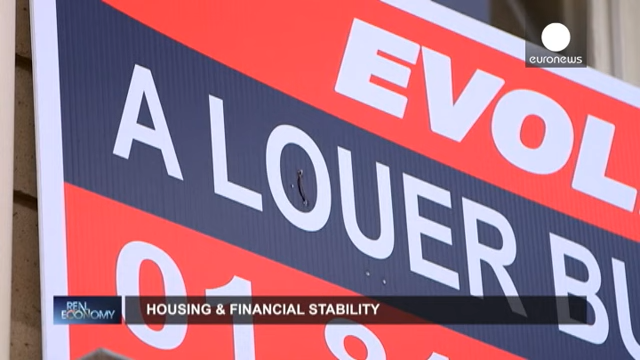 euronews
EVOL
A LOUER BU
01
REAL ECONOMY
HOUSING & FINANCIAL STABILITY